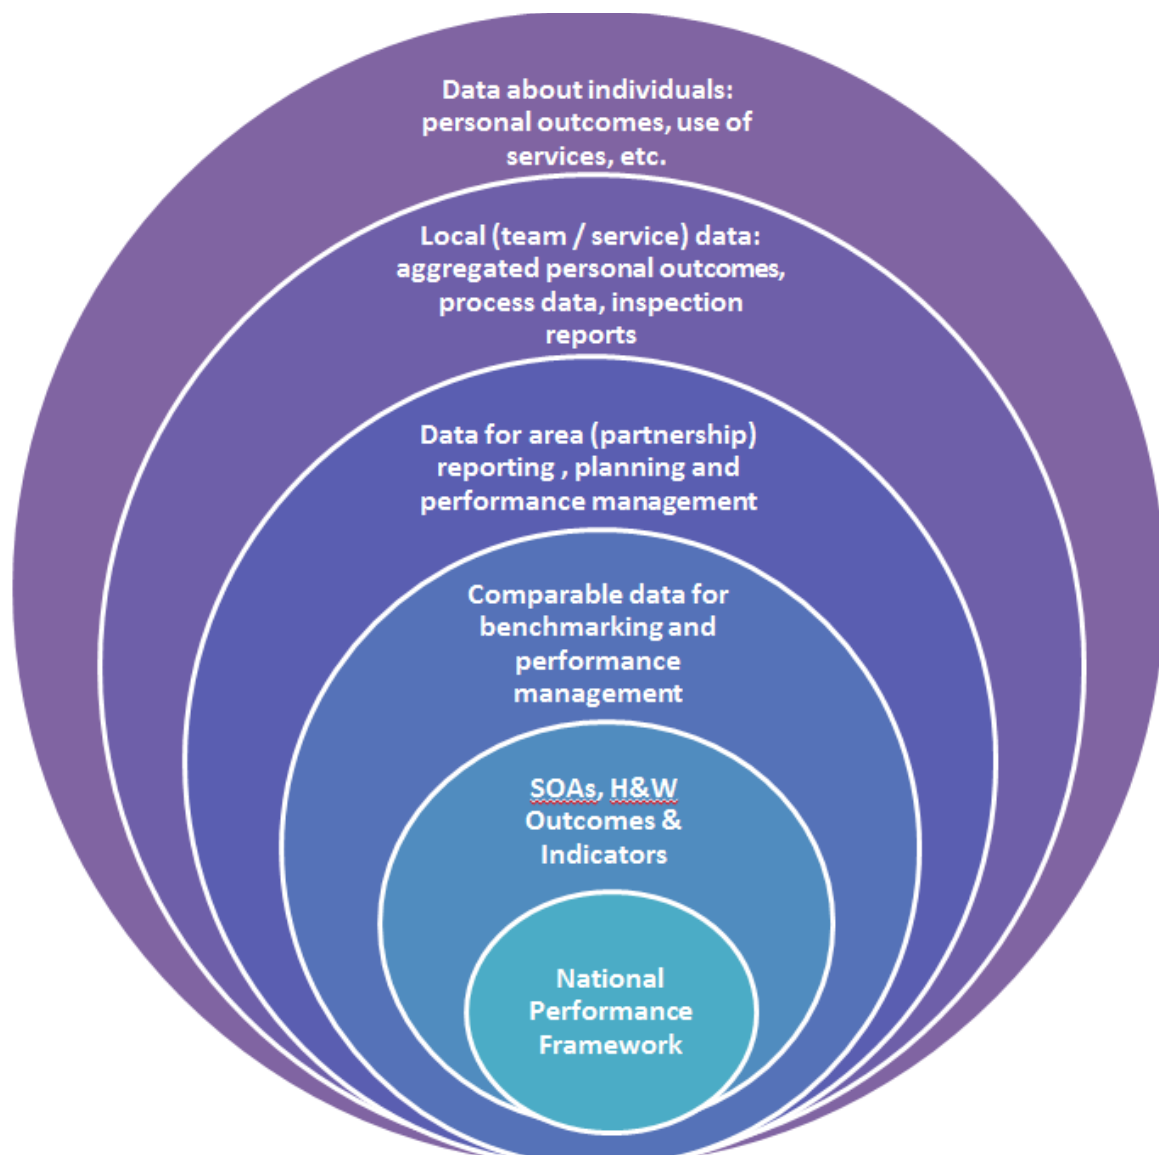 Data about individuals:
personal outcomes, use of
services, etc.
Local (team / service) data:
aggregated personal outcomes,
process data, inspection
reports
Data for area (partnership)
reporting , planning and
performance management
Comparable data for
benchmarking and
performance
management
SOAs, H&W
Outcomes &
Indicators
National
Performance
Framework